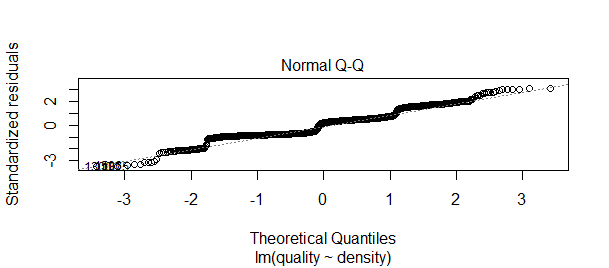 Normal Q-Q
Standardized residuals
2
0
-3
-3
-2
-1
0
1
2
3
Theoretical Quantiles
lm(quality ~ density)